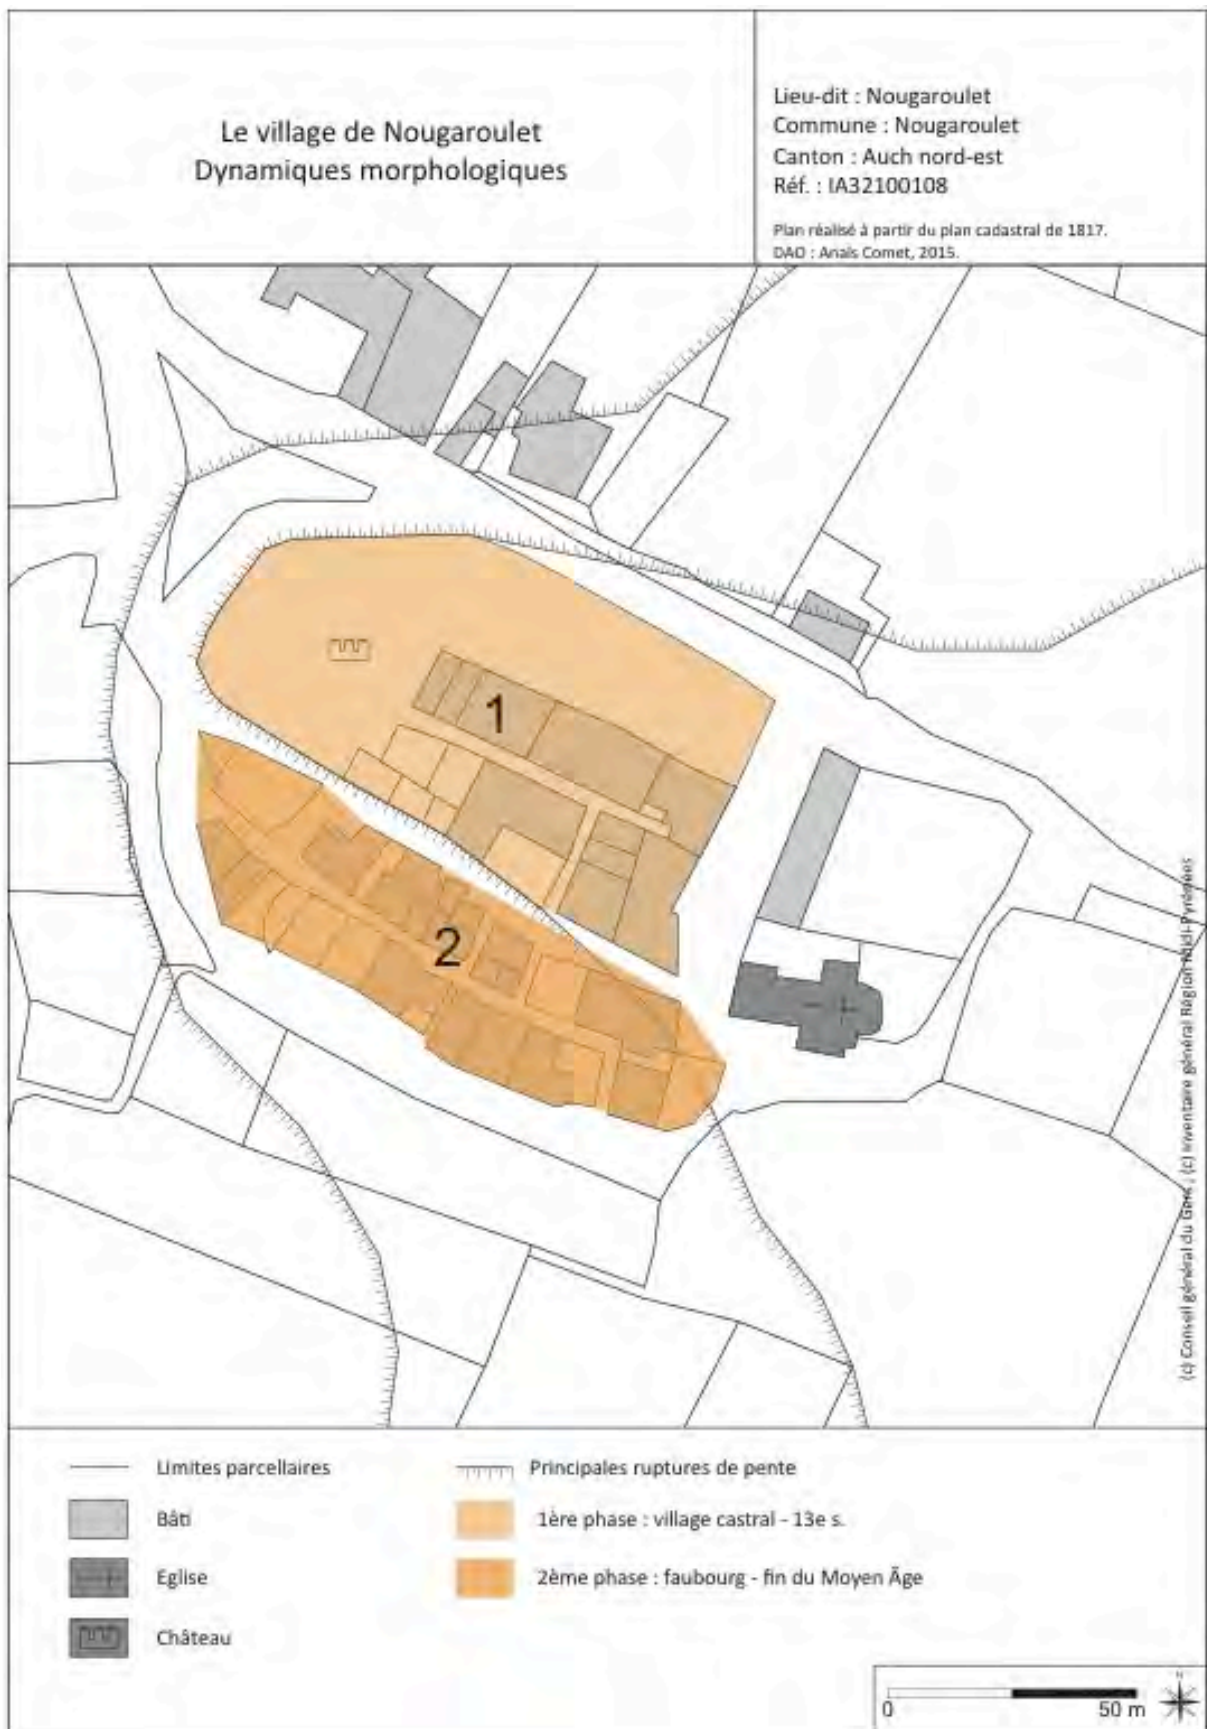 Le village de Nougaroulet
Dynamiques morphologiques
Lieu-dit : Nougaroulet
Commune : Nougaroulet
Canton : Auch nord-est
Réf. : IA32100108
Plan réalisé à partir du plan cadastral de 1817.
DAO : Anaïs Comet, 2015.
1
2
(c) Conseil général du Gers ; (c) Inventaire général Région Midi-Pyrénées
Limites parcellaires
Bâti
Eglise
Château
Principales ruptures de pente
1ère phase : village castral - 13e s.
2ème phase : faubourg - fin du Moyen Âge
0
50 m
N